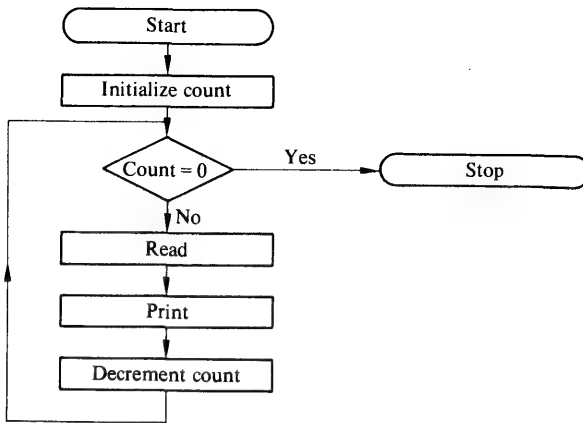 Start
Initialize count
Count = 0
Yes
Stop
No
Read
Print
Decrement count